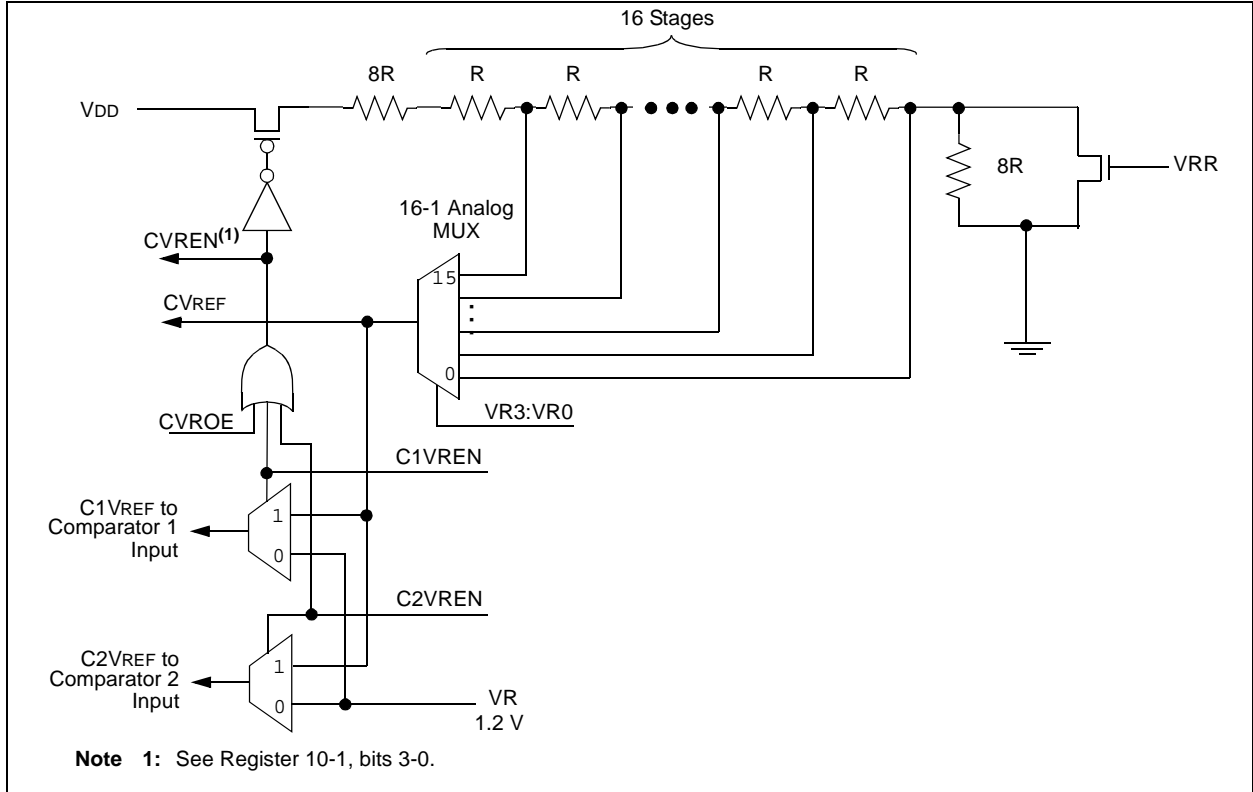 16 Stages
8R
R
R
R
R
VDD
8R
VRR
16-1 Analog
MUX
CVREN(1)
15
CVREF
0
CVROE
VR3:VR0
C1VREN
C1VREF to
Comparator 1
Input
1
0
C2VREN
C2VREF to
Comparator 2
Input
1
0
VR
1.2 V
Note 1: See Register 10-1, bits 3-0.